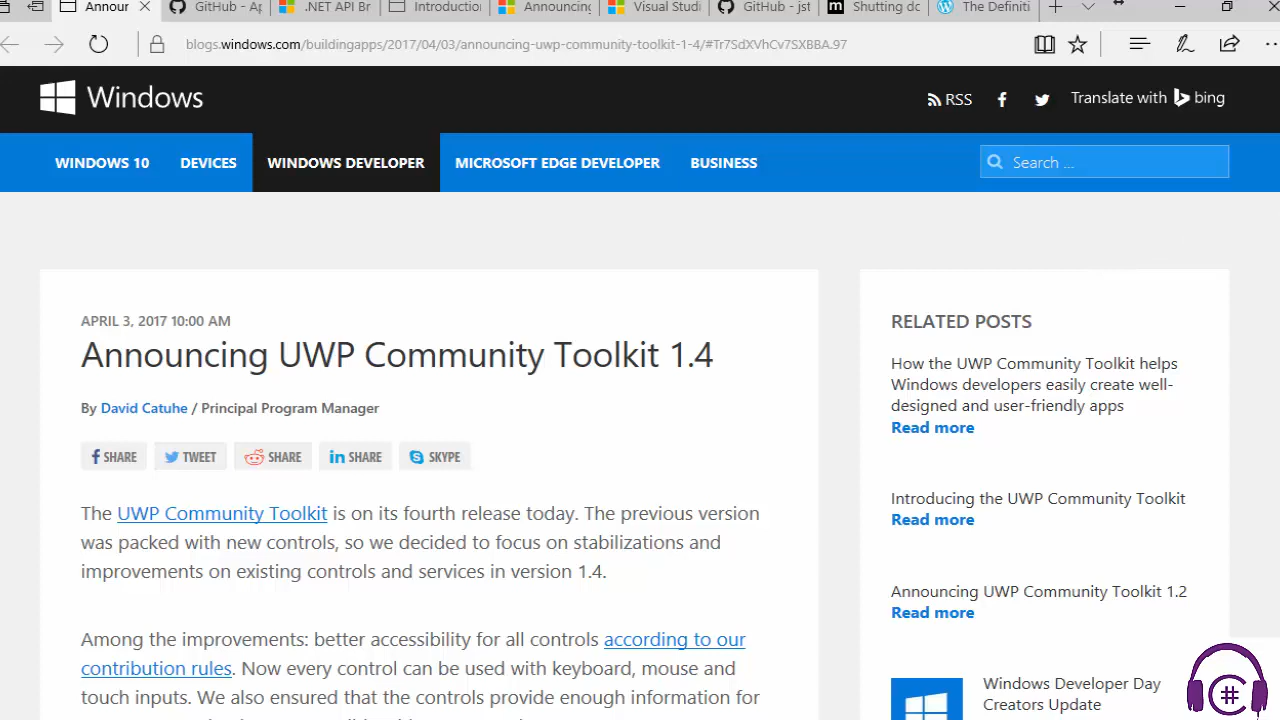 Annour
GitHub - Ap
.NET API Br
Introduction
Announcing
Visual Studi
GitHub - jst
Shutting do
The Definiti
blogs.windows.com/buildingapps/2017/04/03/announcing-uwp-community-toolkit-1-4/#Tr7SdXVhCv7SXBBA.97
Windows
RSS
Translate with bing
WINDOWS 10
DEVICES
WINDOWS DEVELOPER
MICROSOFT EDGE DEVELOPER
BUSINESS
Search ...
APRIL 3, 2017 10:00 AM
Announcing UWP Community Toolkit 1.4
By David Catuhe / Principal Program Manager
SHARE
TWEET
SHARE
SHARE
SKYPE
The UWP Community Toolkit is on its fourth release today. The previous version
was packed with new controls, so we decided to focus on stabilizations and
improvements on existing controls and services in version 1.4.
Among the improvements: better accessibility for all controls according to our
contribution rules. Now every control can be used with keyboard, mouse and
touch inputs. We also ensured that the controls provide enough information for
RELATED POSTS
How the UWP Community Toolkit helps
Windows developers easily create well-
designed and user-friendly apps
Read more
Introducing the UWP Community Toolkit
Read more
Announcing UWP Community Toolkit 1.2
Read more
Windows Developer Day
Creators Update
#